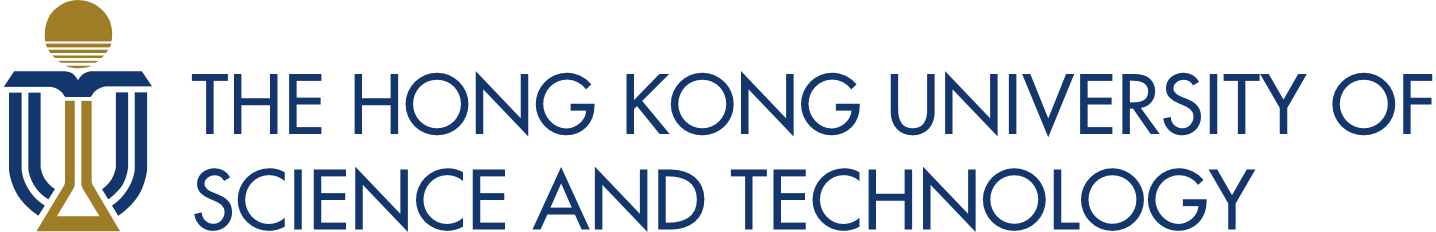 THE HONG KONG UNIVERSITY OF
SCIENCE AND TECHNOLOGY